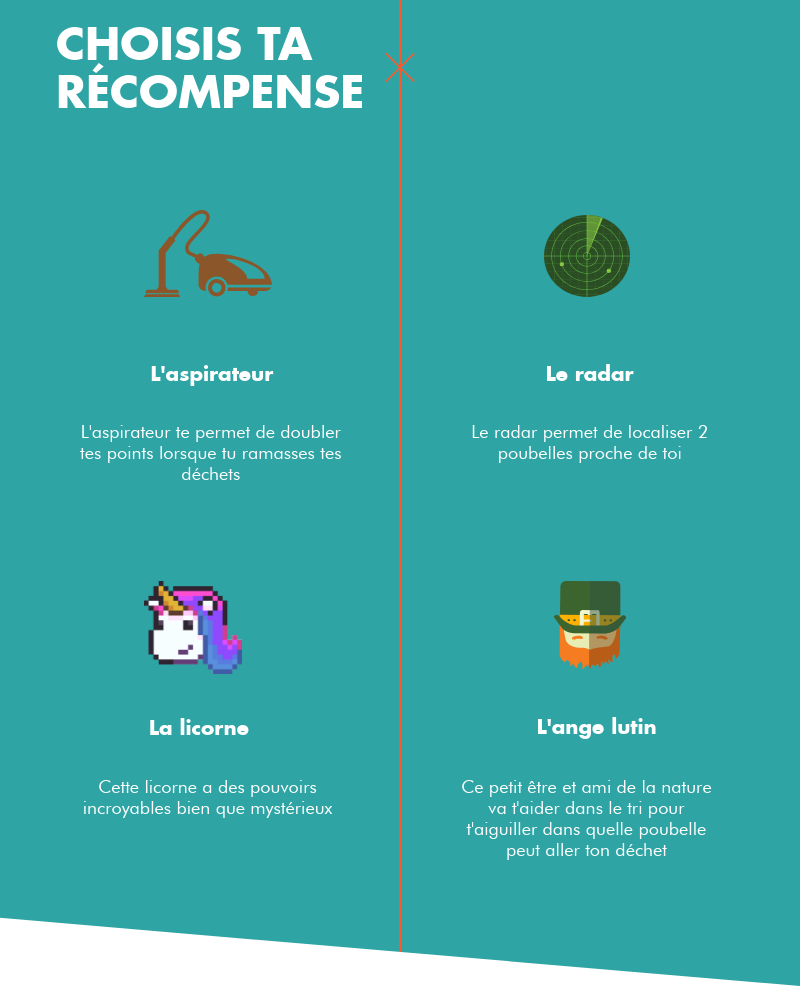 CHOISIS TA
RÉCOMPENSE
L'aspirateur
L'aspirateur te permet de doubler
tes points lorsque tu ramasses tes
déchets
Le radar
Le radar permet de localiser 2
poubelles proche de toi
La licorne
Cette licorne a des pouvoirs
incroyables bien que mystérieux
L'ange lutin
Ce petit être et ami de la nature
va t'aider dans le tri pour
t'aiguiller dans quelle poubelle
peut aller ton déchet